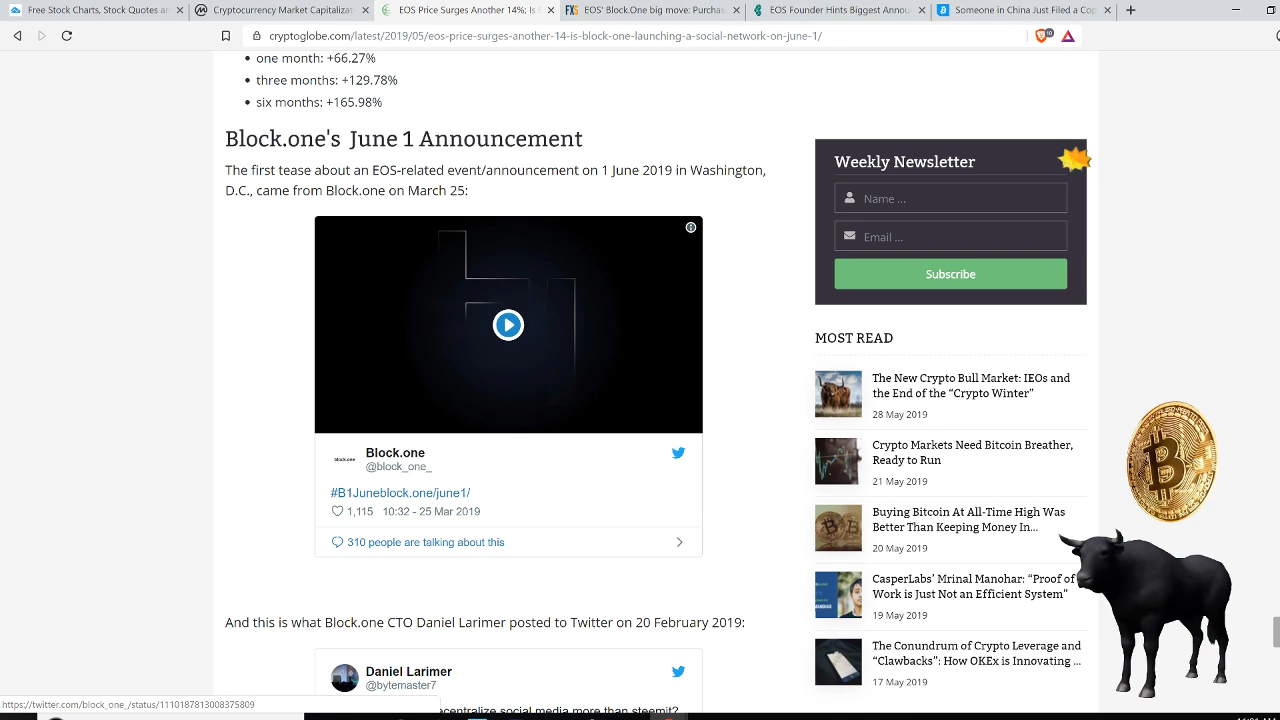 Free Stock Charts, Stock Quotes a
Cryptocurrency Market Capitalizat
EOS Price Surges Another 14%; Is
EOS' Block.One big move: Purchas
EOS Founder Hints Biggest Annou
Someone in China Just Filed a Cop
cryptoglobe.com/latest/2019/05/eos-price-surges-another-14-is-block-one-launching-a-social-network-on-june-1/
one month: +66.27%
three months: +129.78%
six months: +165.98%
Block.one's June 1 Announcement
The first tease about an EOS-related event/announcement on 1 June 2019 in Washington,
D.C., came from Block.one on March 25:
Block.one
Block.one
@block_one_
#B1Juneblock.one/june1/
1,115 10:32 - 25 Mar 2019
310 people are talking about this
And this is what Block.one CTO Daniel Larimer posted to Twitter on 20 February 2019:
Daniel Larimer
@bytemaster7
ecentralize social media more than steemit?
https://twitter.com/block_one_/status/1110187813008375809
Weekly Newsletter
Name ...
Email ...
Subscribe
MOST READ
The New Crypto Bull Market: IEOs and
the End of the “Crypto Winter”
28 May 2019
Crypto Markets Need Bitcoin Breather,
Ready to Run
21 May 2019
Buying Bitcoin At All-Time High Was
Better Than Keeping Money In...
20 May 2019
CasperLabs’ Mrinal Manohar: “Proof of
Work is Just Not an Efficient System”
19 May 2019
The Conundrum of Crypto Leverage and
“Clawbacks”: How OKEx is Innovating ...
17 May 2019